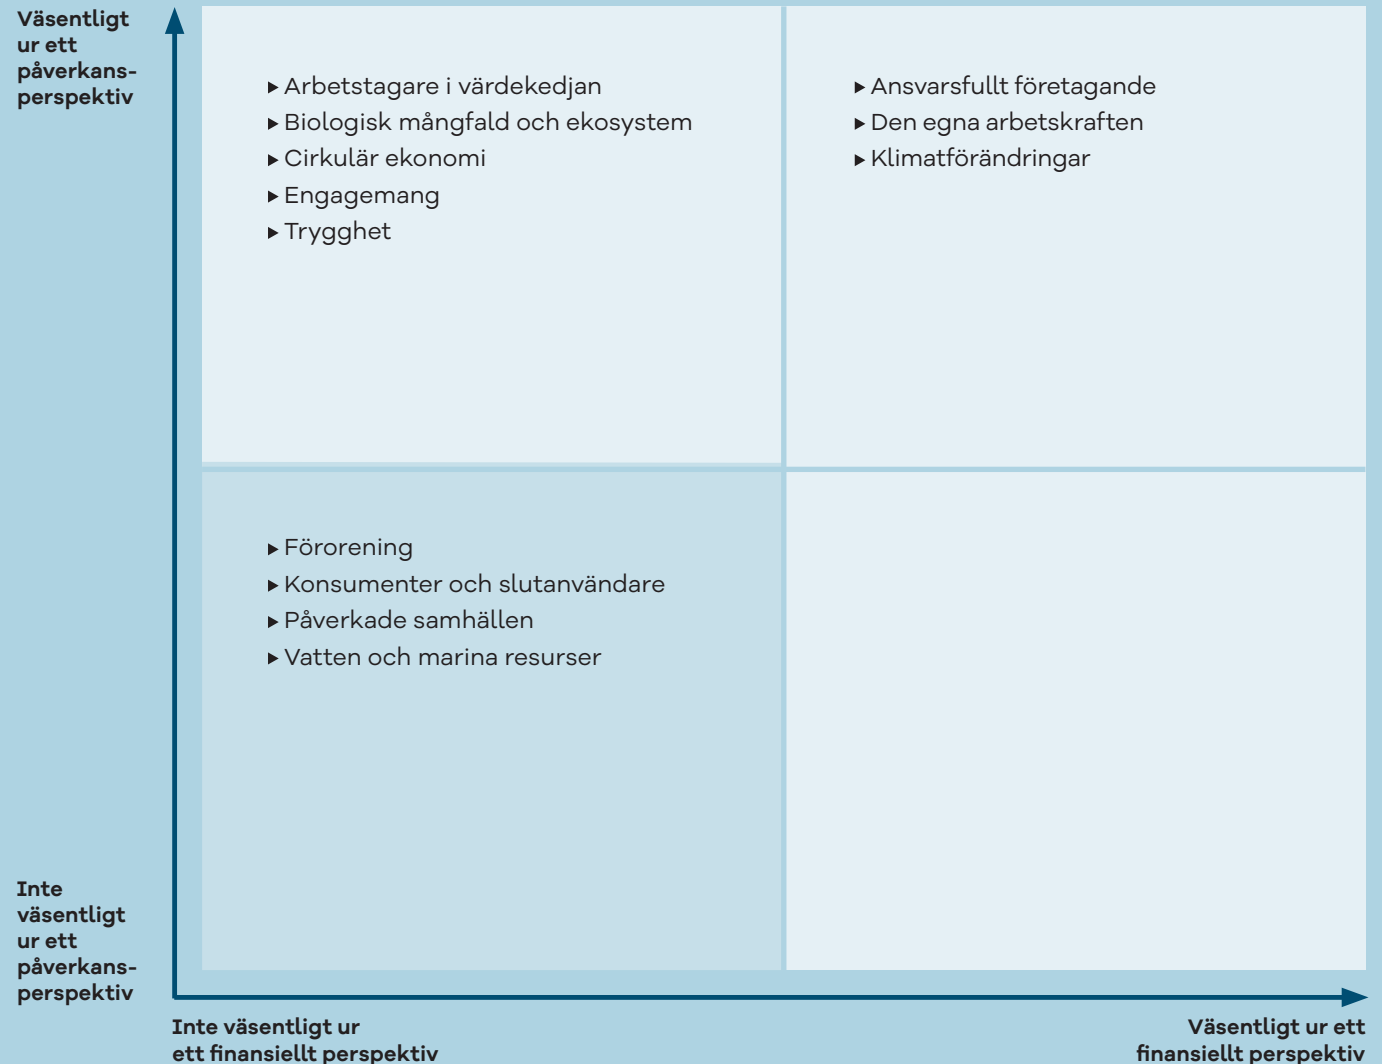 Väsentligt
ur ett
påverkans-
perspektiv
▸ Arbetstagare i värdekedjan
▸ Biologisk mångfald och ekosystem
▸ Cirkulär ekonomi
▸ Engagemang
▸ Trygghet
▸ Ansvarsfullt företagande
▸ Den egna arbetskraften
▸ Klimatförändringar
▸ Förorening
▸ Konsumenter och slutanvändare
▸ Påverkade samhällen
▸ Vatten och marina resurser
Inte
väsentligt
ur ett
påverkans-
perspektiv
Inte väsentligt ur
ett finansiellt perspektiv
Väsentligt ur ett
finansiellt perspektiv